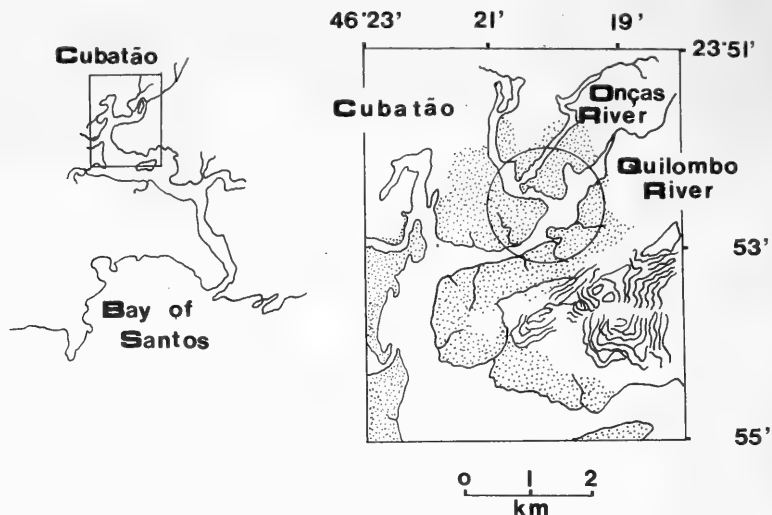 Cubatão
Bay of
Santos
46°23' 21' 19'
23°51'
Cubatão
Onças
River
Quilombo
River
53'
55'
0 1 2
km